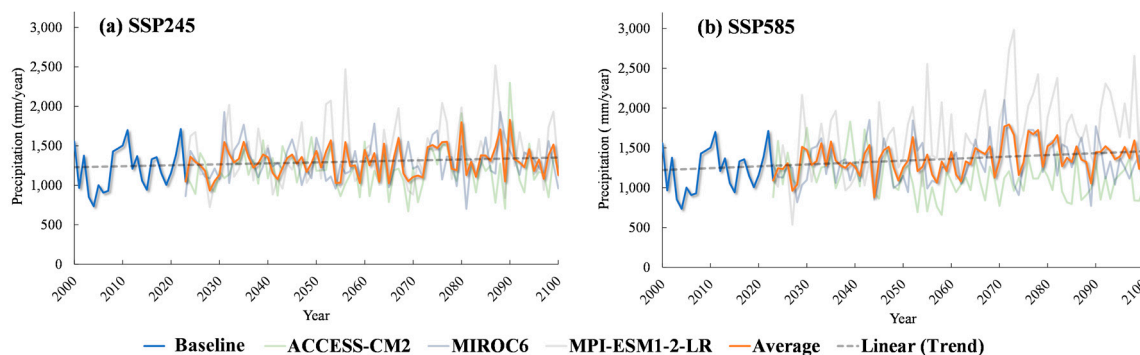 (a) SSP245
Precipitation (mm/year)
3,000
2,500
2,000
1,500
1,000
500
0
2000 2010 2020 2030 2040 2050 2060 2070 2080 2090 2100
Year
(b) SSP585
Precipitation ( mm/year)
3,000
2,500
2,000
1,500
1,000
500
0
2000 2010 2020 2030 2040 2050 2060 2070 2080 2090 2100
Year
Baseline ACCESS-CM2 MIROC6 MPI-ESM1-2-LR Average Linear (Trend)